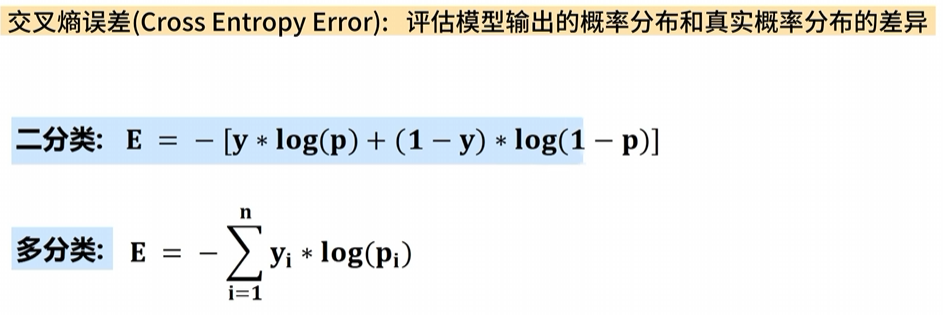 交叉熵误差(Cross Entropy Error)：评估模型输出的概率分布和真实概率分布的差异
二分类: E = − [y ∗ log(p) + (1 − y) ∗ log(1 − p)]
多分类: E = − ∑_{i=1}^{n} y_i ∗ log(p_i)